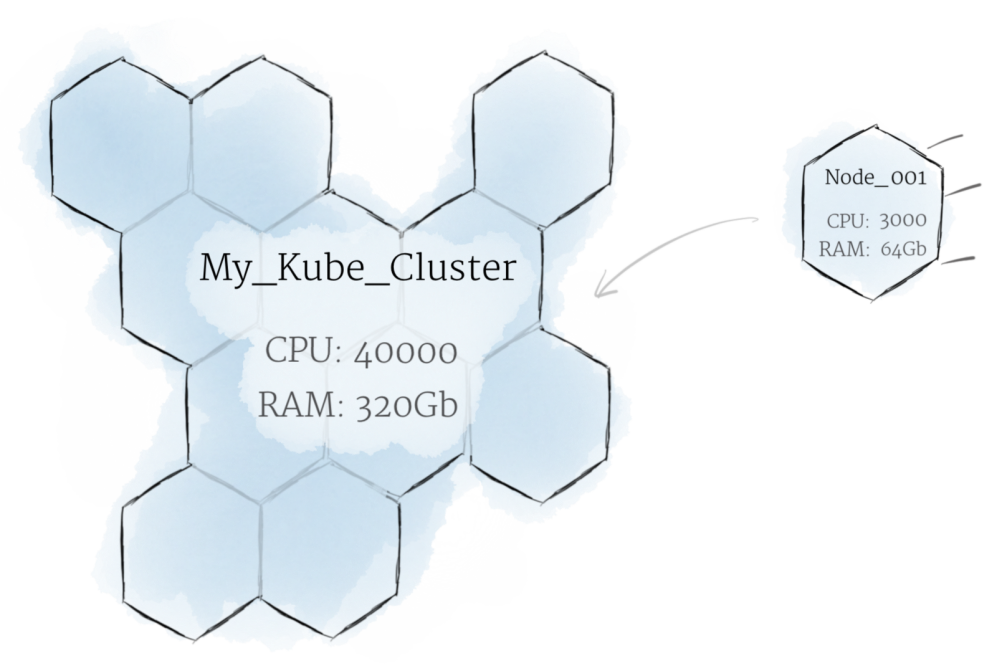 My_Kube_Cluster
CPU: 40000
RAM: 320Gb
Node_001
CPU: 3000
RAM: 64Gb